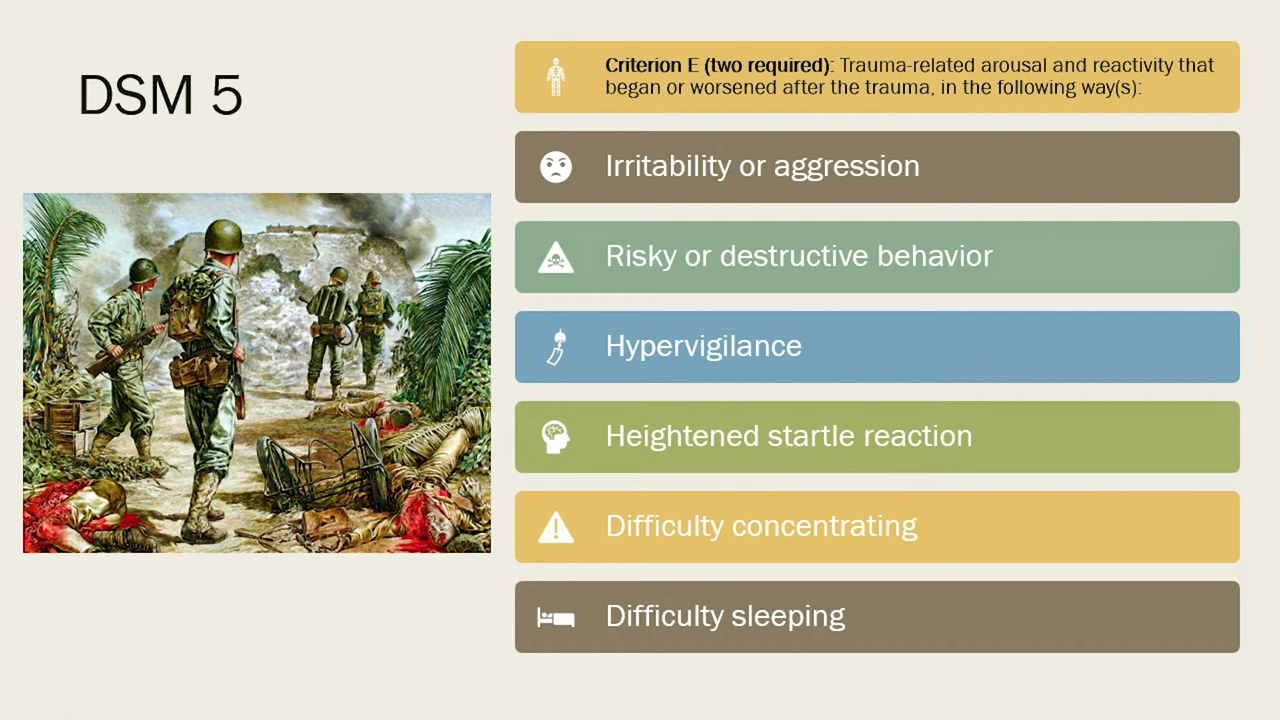 DSM 5
Criterion E (two required): Trauma-related arousal and reactivity that
began or worsened after the trauma, in the following way(s):
Irritability or aggression
Risky or destructive behavior
Hypervigilance
Heightened startle reaction
Difficulty concentrating
Difficulty sleeping